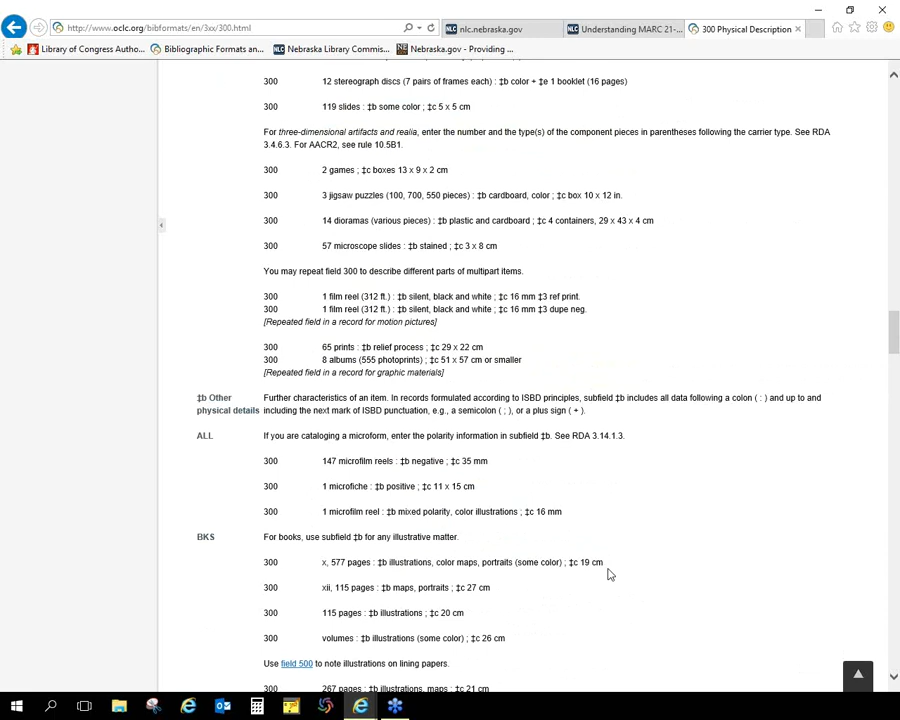 http://www.oclc.org/bibformats/en/3xx/300.html
nlc.nebraska.gov
Understanding MARC 21-...
300 Physical Description
Library of Congress Autho...
Bibliographic Formats an...
Nebraska Library Commis...
Nebraska.gov - Providing ...
300 12 stereograph discs (7 pairs of frames each) : ‡b color + ‡e 1 booklet (16 pages)
300 119 slides : ‡b some color ; ‡c 5 x 5 cm
For three-dimensional artifacts and realia, enter the number and the type(s) of the component pieces in parentheses following the carrier type. See RDA
3.4.6.3. For AACR2, see rule 10.5B1.
300 2 games ; ‡c boxes 13 x 9 x 2 cm
300 3 jigsaw puzzles (100, 700, 550 pieces) : ‡b cardboard, color ; ‡c box 10 x 12 in.
300 14 dioramas (various pieces) : ‡b plastic and cardboard ; ‡c 4 containers, 29 x 43 x 4 cm
300 57 microscope slides : ‡b stained ; ‡c 3 x 8 cm
You may repeat field 300 to describe different parts of multipart items.
300 1 film reel (312 ft.) : ‡b silent, black and white ; ‡c 16 mm ‡3 ref print.
300 1 film reel (312 ft.) : ‡b silent, black and white ; ‡c 16 mm ‡3 dupe neg.
[Repeated field in a record for motion pictures]
300 65 prints : ‡b relief process ; ‡c 29 x 22 cm
300 8 albums (555 photoprints) ; ‡c 51 x 57 cm or smaller
[Repeated field in a record for graphic materials]
‡b Other Further characteristics of an item. In records formulated according to ISBD principles, subfield ‡b includes all data following a colon ( : ) and up to and
physical details including the next mark of ISBD punctuation, e.g., a semicolon ( ; ), or a plus sign ( + ).
ALL If you are cataloging a microform, enter the polarity information in subfield ‡b. See RDA 3.14.1.3.
300 147 microfilm reels : ‡b negative ; ‡c 35 mm
300 1 microfiche : ‡b positive ; ‡c 11 x 15 cm
300 1 microfilm reel : ‡b mixed polarity, color illustrations ; ‡c 16 mm
BKS For books, use subfield ‡b for any illustrative matter.
300 x, 577 pages : ‡b illustrations, color maps, portraits (some color) ; ‡c 19 cm
300 xii, 115 pages : ‡b maps, portraits ; ‡c 27 cm
300 115 pages : ‡b illustrations ; ‡c 20 cm
300 volumes : ‡b illustrations (some color) ; ‡c 26 cm
Use field 500 to note illustrations on lining papers.
300 267 pages : ‡b illustrations, maps : ‡c 21 cm